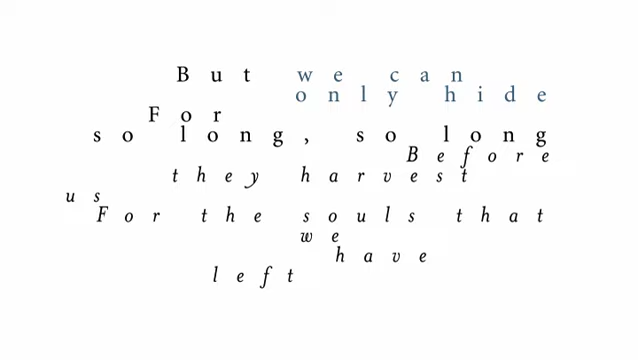 But we can
only hide
For
so long, so long
Before
they harvest
us
For the souls that
we
have
left